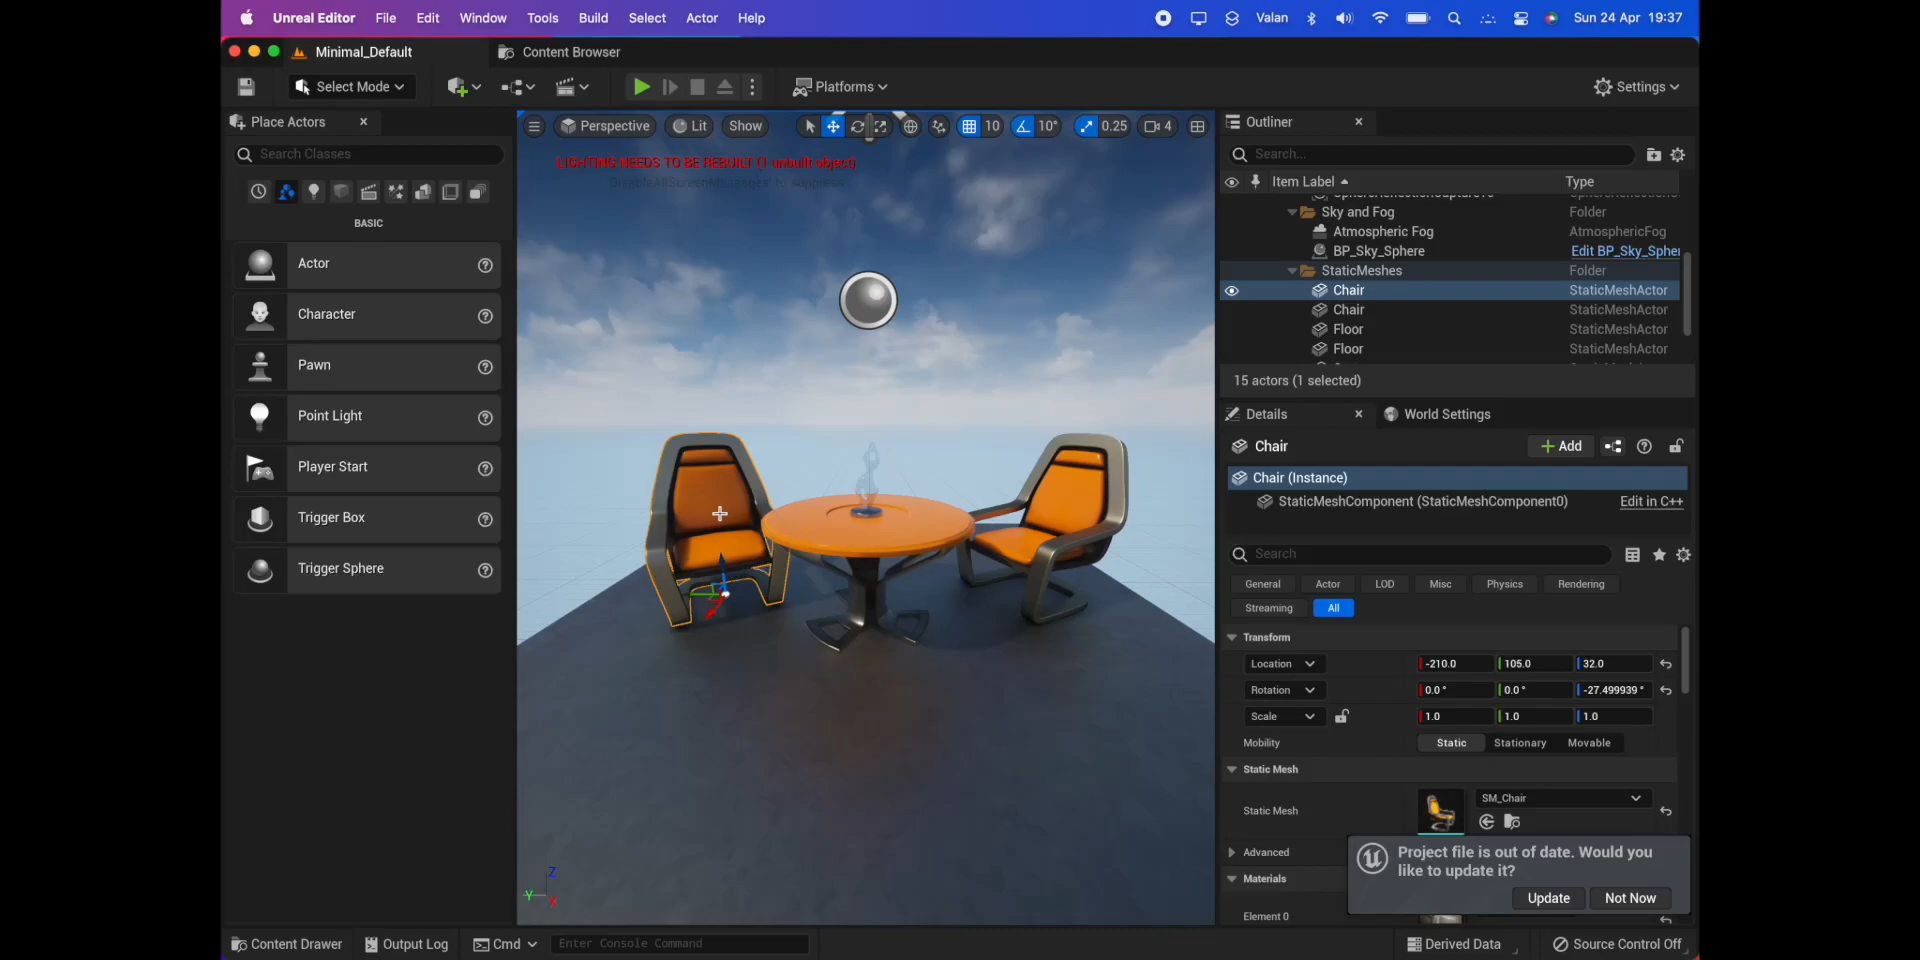 Unreal Editor File Edit Window Tools Build Select Actor Help Valan Sun 24 Apr 19:37
Minimal_Default Content Browser
Select Mode Platforms Settings
Place Actors
Search Classes
BASIC
Actor
Character
Pawn
Point Light
Player Start
Trigger Box
Trigger Sphere
Perspective Lit Show 10 10° 0.25 4
LIGHTING NEEDS TO BE REBUILT (1 unbuilt object)
'DisableAllScreenMessages' to suppress
Z
Y
X
Outliner
Search...
Item Label Type
Sky and Fog Folder
Atmospheric Fog AtmosphericFog
BP_Sky_Sphere Edit BP_Sky_Spher
StaticMeshes Folder
Chair StaticMeshActor
Chair StaticMeshActor
Floor StaticMeshActor
Floor StaticMeshActor
15 actors (1 selected)
Details World Settings
Chair Add
Chair (Instance)
StaticMeshComponent (StaticMeshComponent0) Edit in C++
Search
General Actor LOD Misc Physics Rendering
Streaming All
Transform
Location -210.0 105.0 32.0
Rotation 0.0 ° 0.0 ° -27.499939 °
Scale 1.0 1.0 1.0
Mobility Static Stationary Movable
Static Mesh
Static Mesh SM_Chair
Advanced
Materials
Element 0
Project file is out of date. Would you
like to update it?
Update Not Now
Content Drawer Output Log Cmd Enter Console Command Derived Data Source Control Off